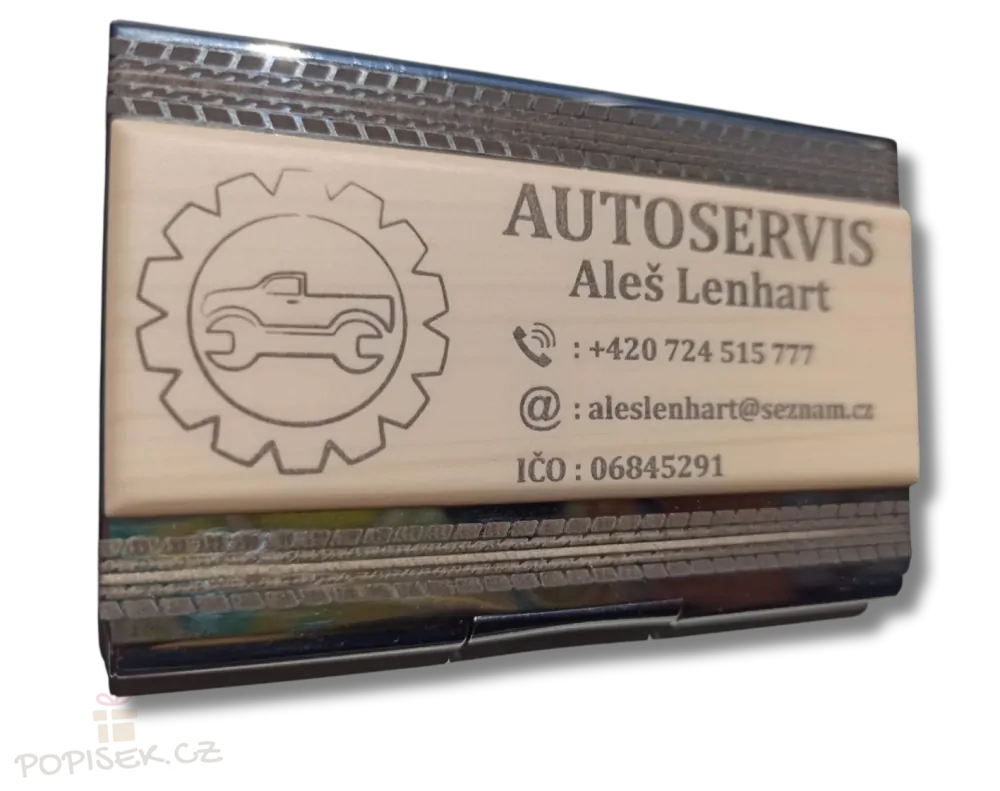 AUTOSERVIS
Aleš Lenhart
: +420 724 515 777
@ : aleslenhart@seznam.cz
IČO : 06845291
POPISEK.CZ